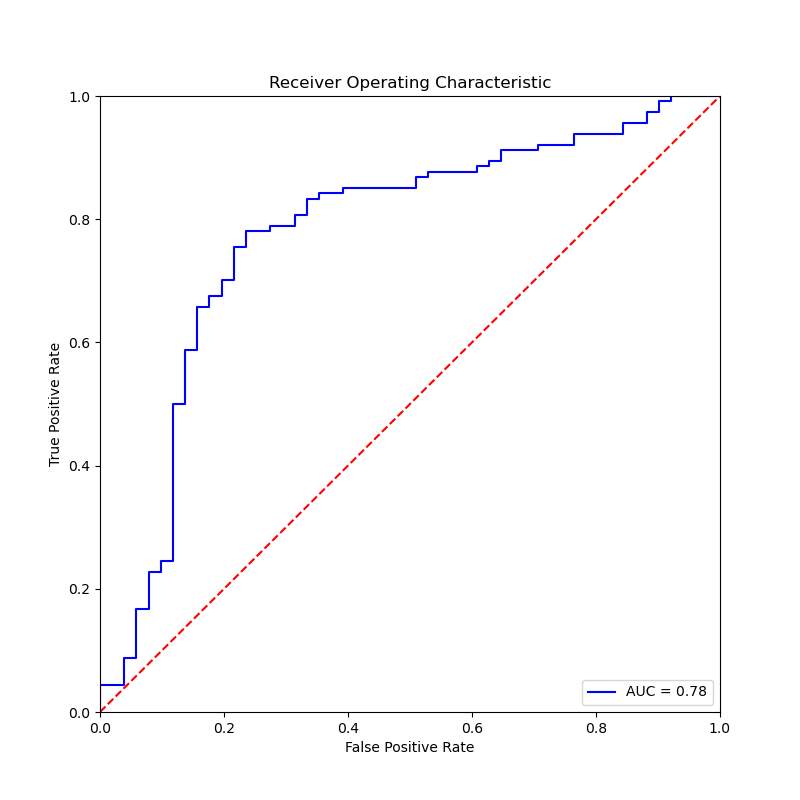 Receiver Operating Characteristic
1.0
0.8
0.6
0.4
0.2
0.0
True Positive Rate
AUC = 0.78
0.0 0.2 0.4 0.6 0.8 1.0
False Positive Rate